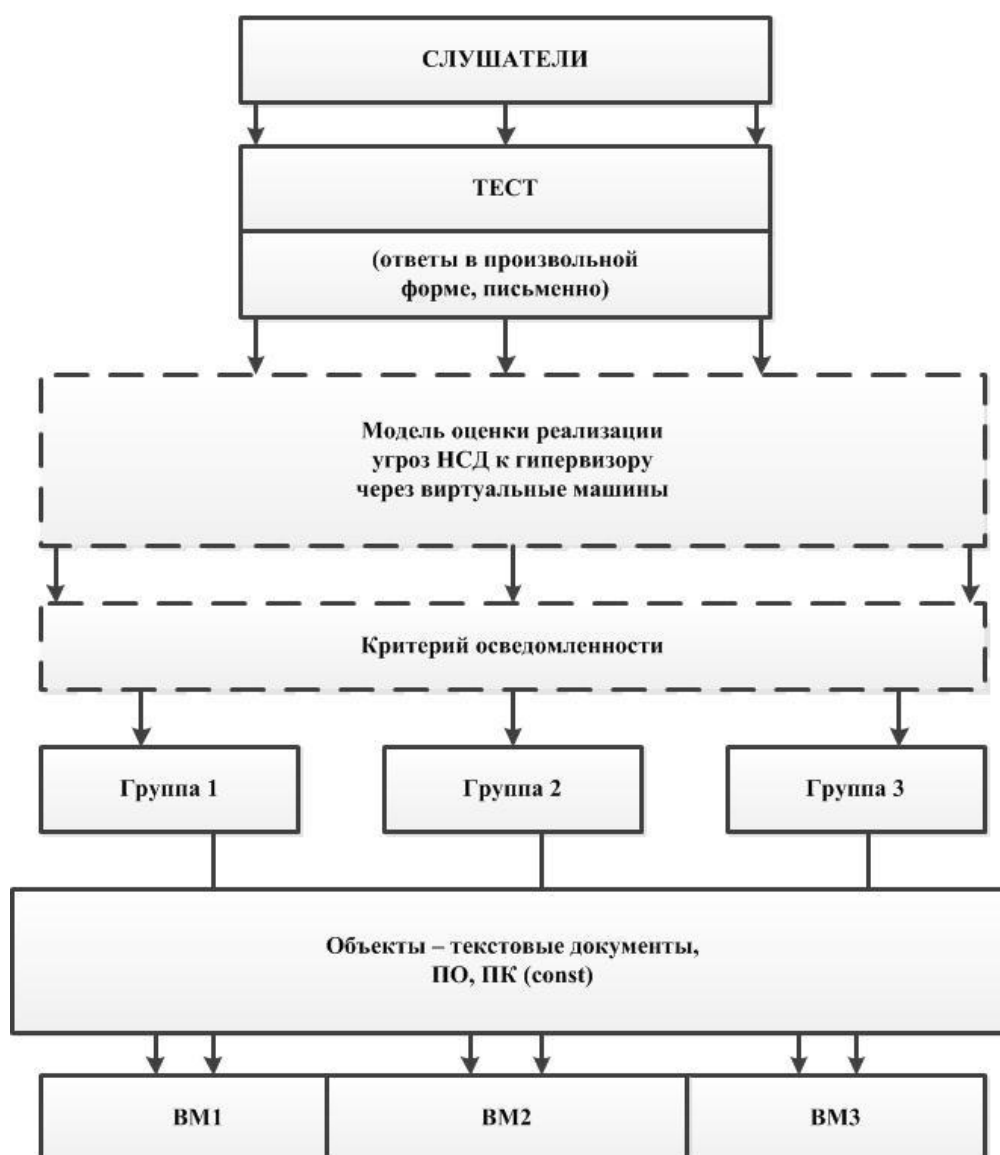 СЛУШАТЕЛИ
ТЕСТ
(ответы в произвольной
форме, письменно)
Модель оценки реализации
угроз НСД к гипервизору
через виртуальные машины
Критерий осведомленности
Группа 1
Группа 2
Группа 3
Объекты – текстовые документы,
ПО, ПК (const)
ВМ1
ВМ2
ВМ3